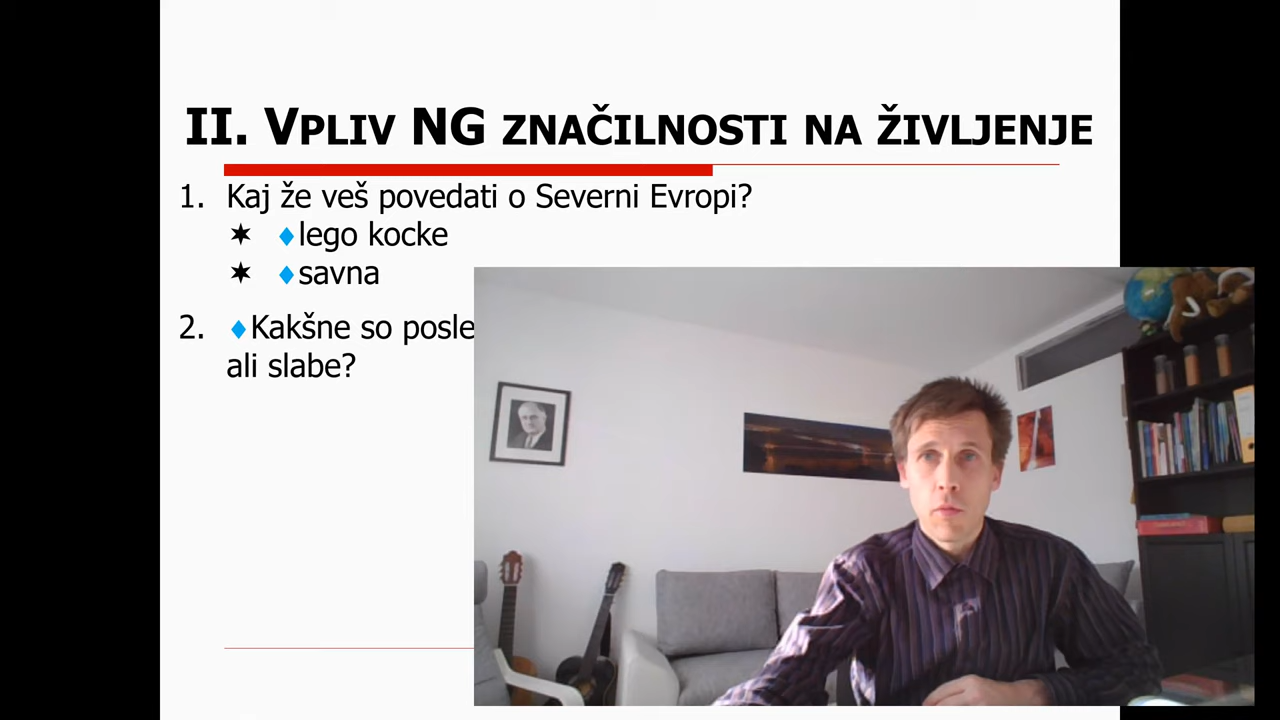 II. VPLIV NG ZNAČILNOSTI NA ŽIVLJENJE
1. Kaj že veš povedati o Severni Evropi?
lego kocke
savna
2. Kakšne so
ali slabe?